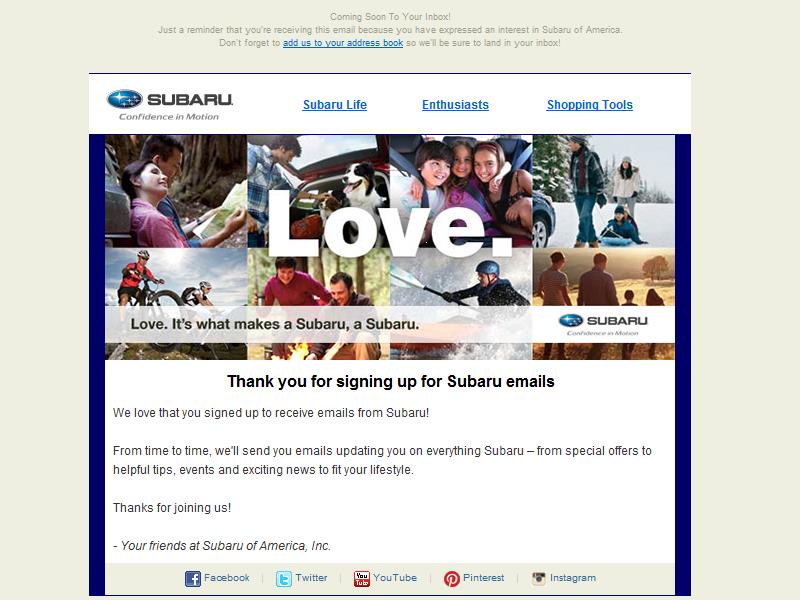 Coming Soon To Your Inbox!
Just a reminder that you're receiving this email because you have expressed an interest in Subaru of America.
Don't forget to add us to your address book so we'll be sure to land in your inbox!
SUBARU.
Confidence in Motion
Subaru Life
Enthusiasts
Shopping Tools
Love.
Love. It's what makes a Subaru, a Subaru.
SUBARU
Confidence in Motion
Thank you for signing up for Subaru emails
We love that you signed up to receive emails from Subaru!
From time to time, we'll send you emails updating you on everything Subaru – from special offers to
helpful tips, events and exciting news to fit your lifestyle.
Thanks for joining us!
- Your friends at Subaru of America, Inc.
Facebook | Twitter | You Tube YouTube | Pinterest | Instagram